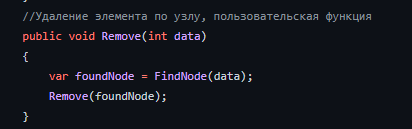 //Удаление элемента по узлу, пользовательская функция
public void Remove(int data)
{
var foundNode = FindNode(data);
Remove(foundNode);
}